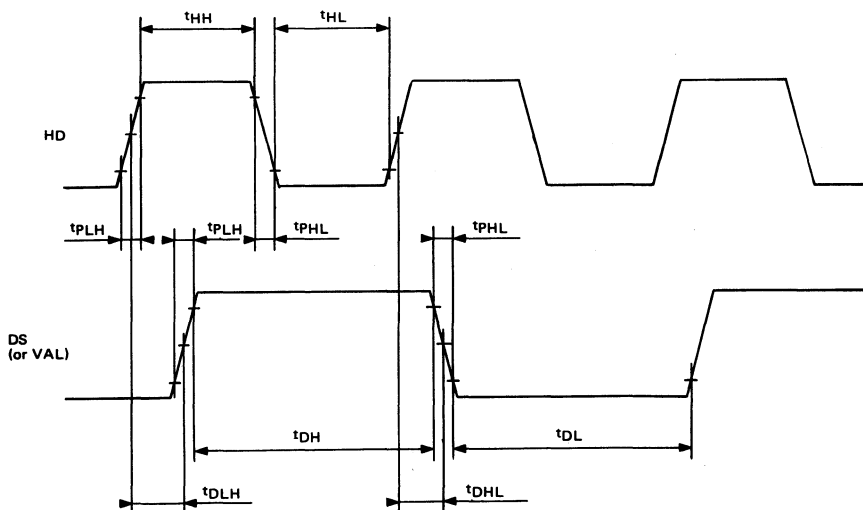 tHH
tHL
HD
tPLH
tPLH
tPHL
tPHL
DS
(or VAL)
tDH
tDL
tDLH
tDHL